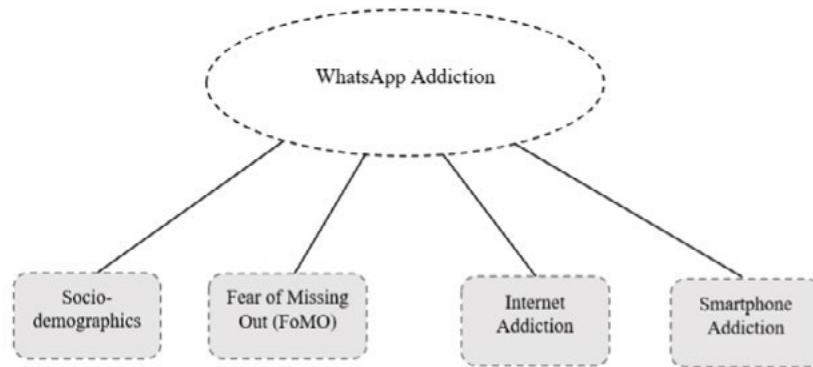 WhatsApp Addiction
Socio-
demographics
Fear of Missing
Out (FoMO)
Internet
Addiction
Smartphone
Addiction